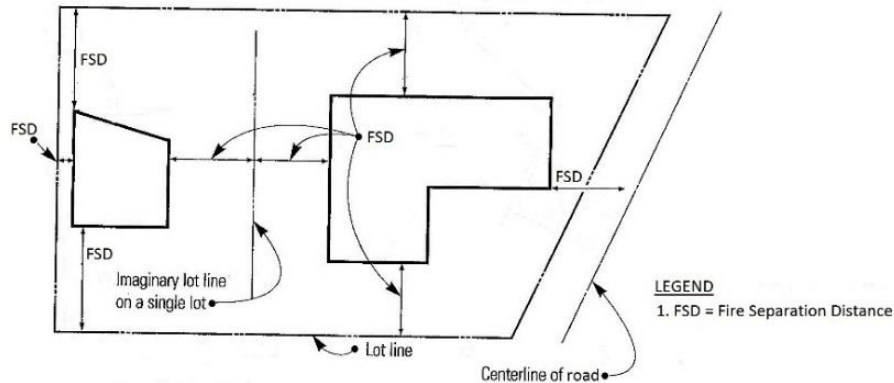 FSD
FSD
FSD
FSD
FSD
Imaginary lot line
on a single lot
Lot line
Centerline of road
LEGEND
1. FSD = Fire Separation Distance